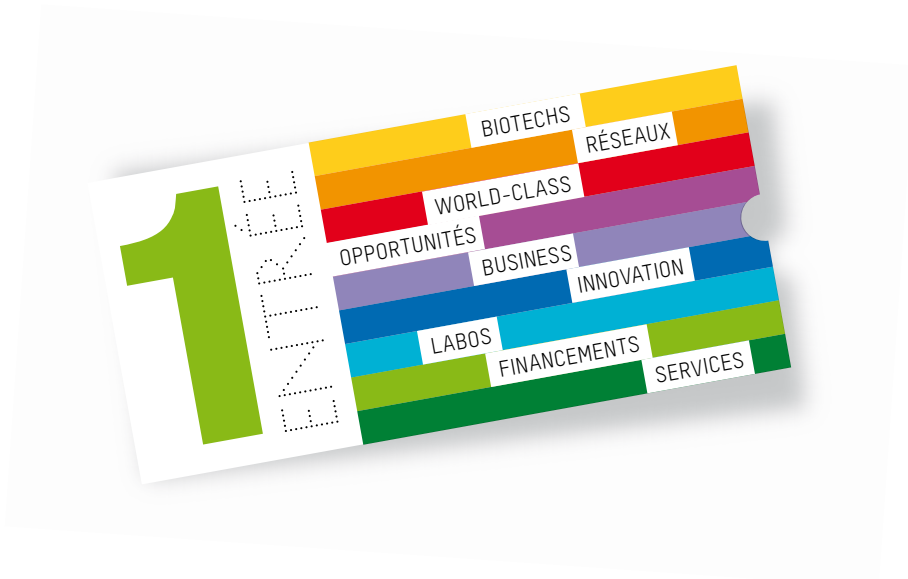 1
ENTRÉE
BIOTECHS
RÉSEAUX
WORLD-CLASS
OPPORTUNITÉS
BUSINESS
INNOVATION
LABOS
FINANCEMENTS
SERVICES